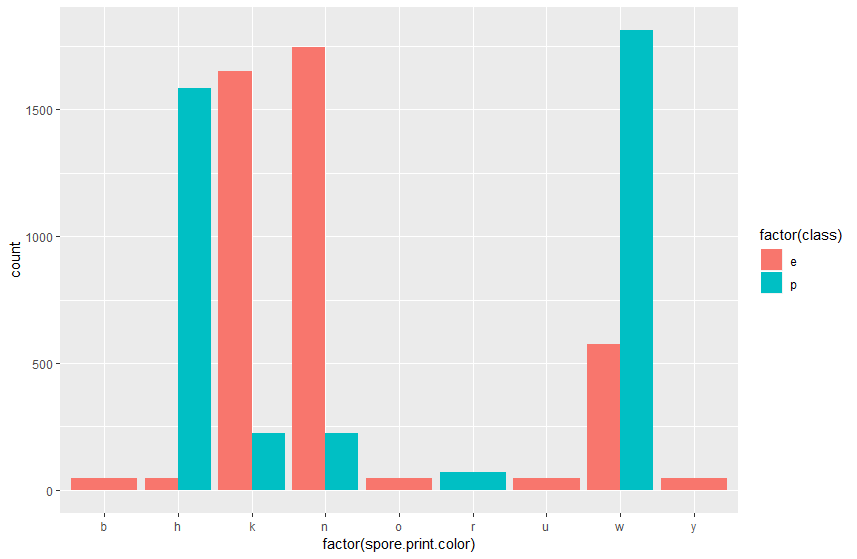 1500
1000
500
0
count
b h k n o r u w y
factor(spore.print.color)
factor(class)
e
p